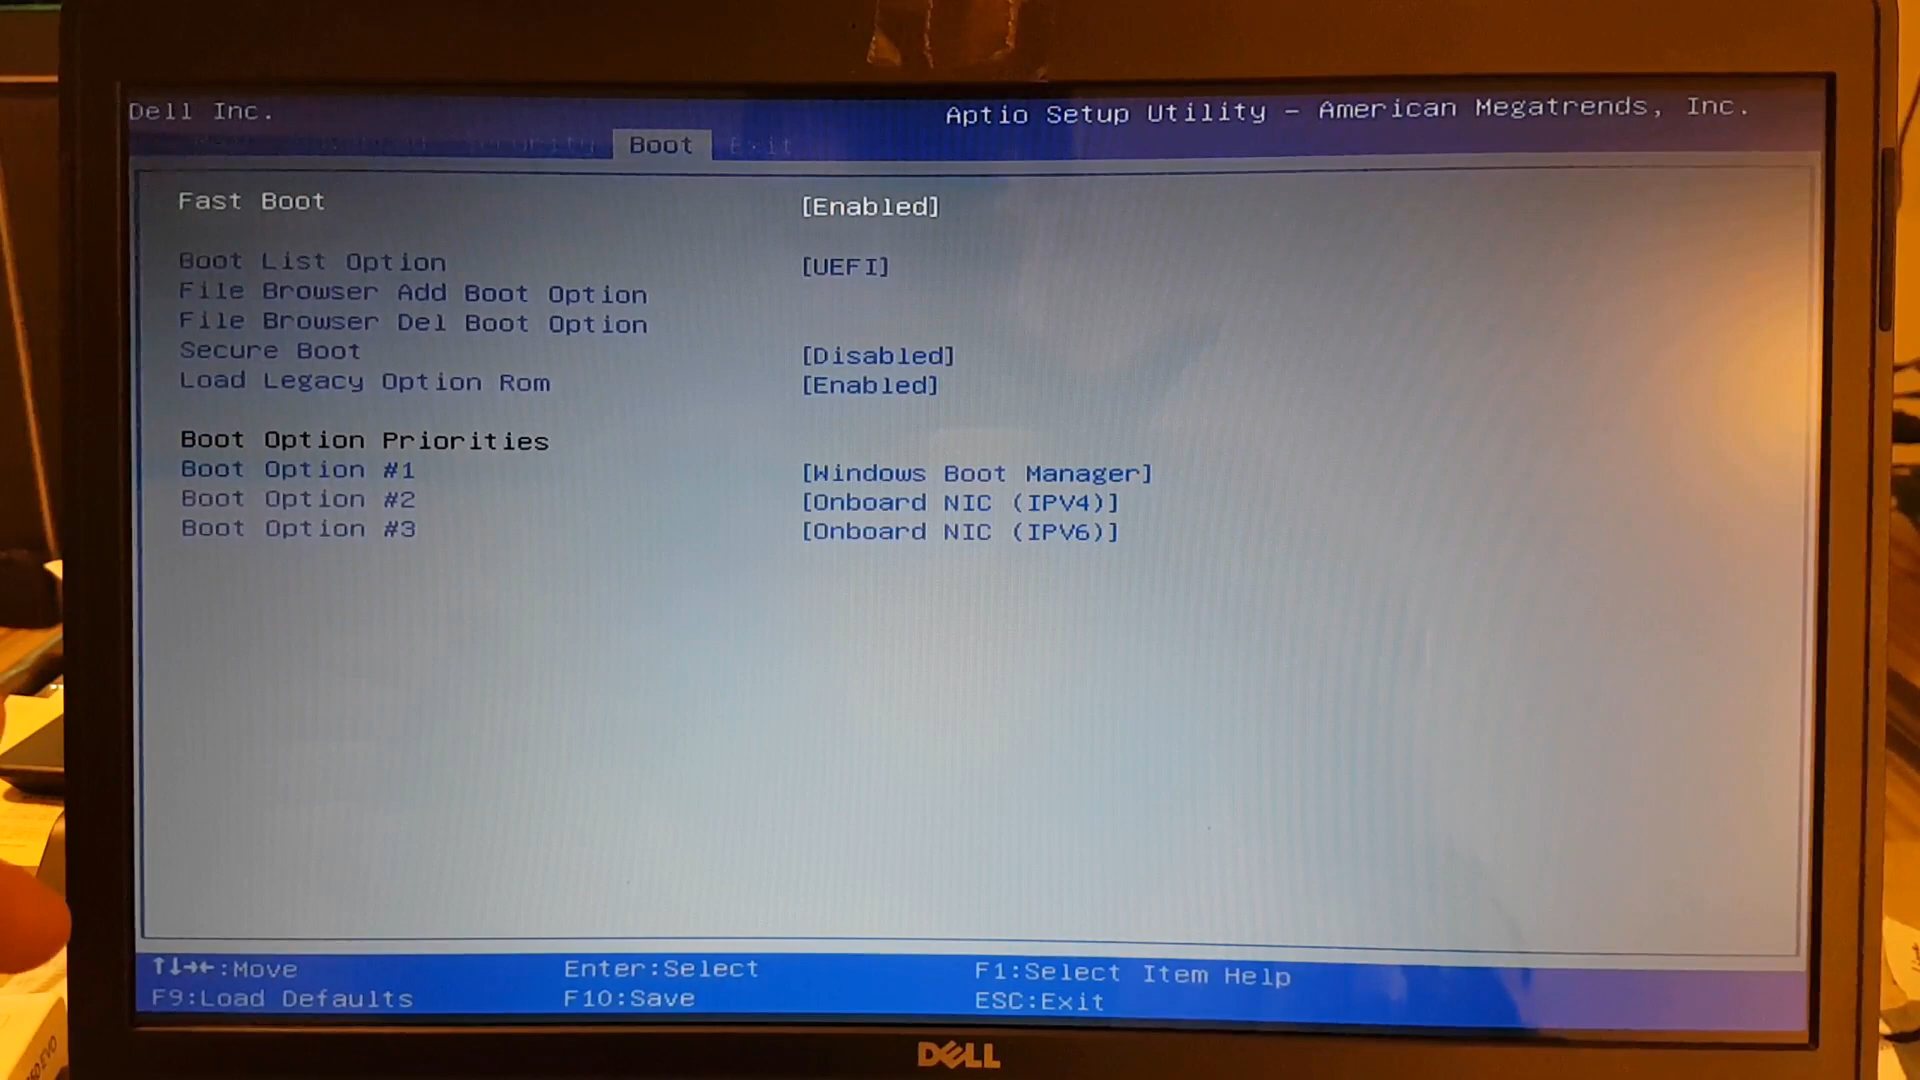 Dell Inc.
Aptio Setup Utility - American Megatrends, Inc.
Boot Exit
Fast Boot [Enabled]
Boot List Option [UEFI]
File Browser Add Boot Option
File Browser Del Boot Option
Secure Boot [Disabled]
Load Legacy Option Rom [Enabled]
Boot Option Priorities
Boot Option #1 [Windows Boot Manager]
Boot Option #2 [Onboard NIC (IPV4)]
Boot Option #3 [Onboard NIC (IPV6)]
↑↓→←:Move Enter:Select F1:Select Item Help
F9:Load Defaults F10:Save ESC:Exit
DELL